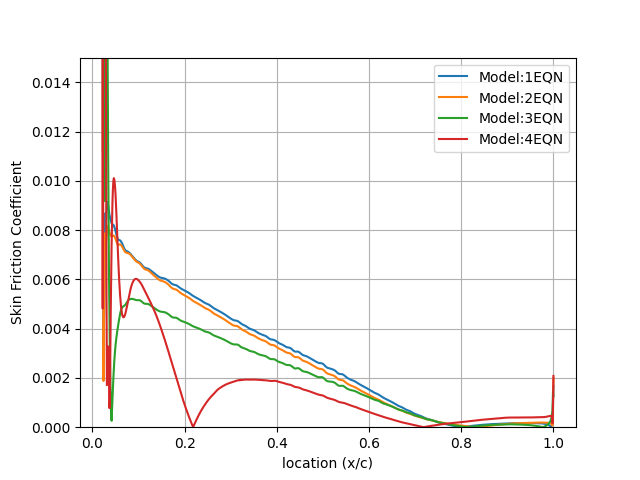 0.014
0.012
0.010
0.008
0.006
0.004
0.002
0.000
Skin Friction Coefficient
0.0
0.2
0.4
0.6
0.8
1.0
location (x/c)
Model:1EQN
Model:2EQN
Model:3EQN
Model:4EQN